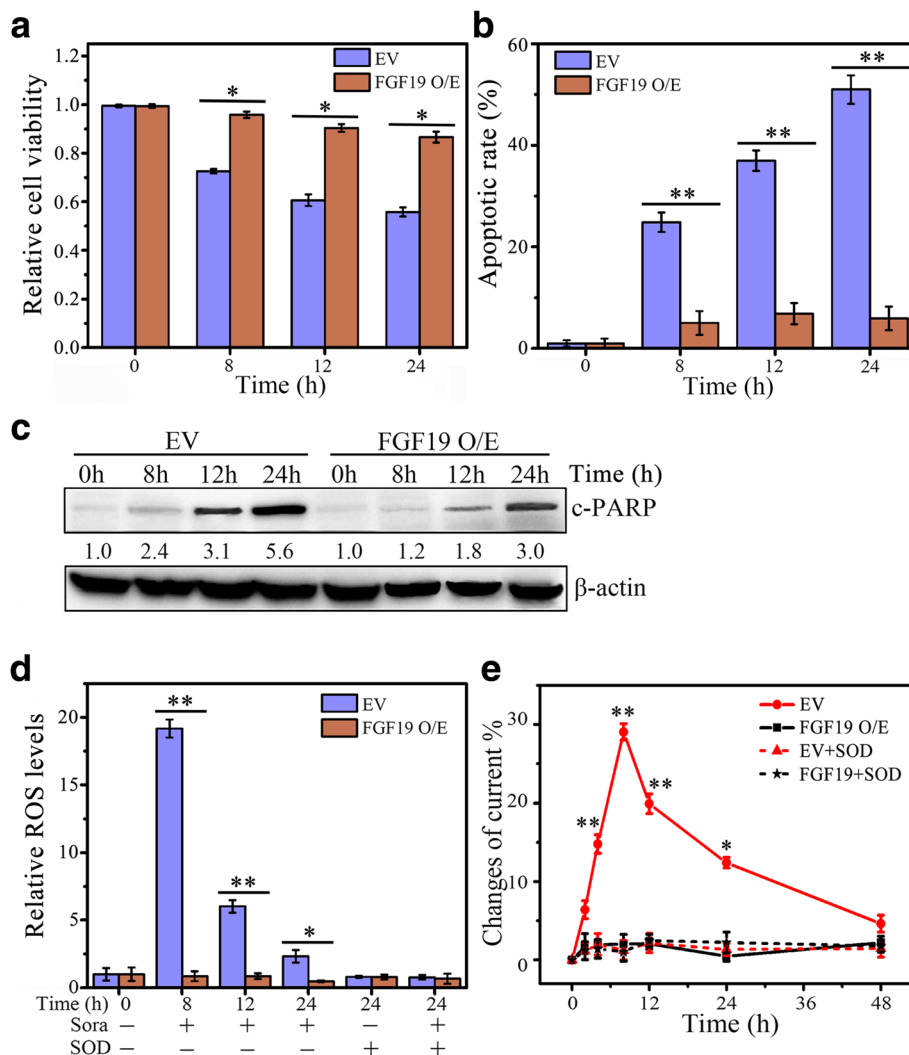 a
Relative cell viability
1.2
1.0
0.8
0.6
0.4
0.2
0.0
EV
FGF19 O/E
*
*
*
0 8 12 24
Time (h)
b
Apoptotic rate (%)
60
40
20
0
EV
FGF19 O/E
**
**
**
0 8 12 24
Time (h)
c
EV FGF19 O/E
0h 8h 12h 24h 0h 8h 12h 24h Time (h)
c-PARP
1.0 2.4 3.1 5.6 1.0 1.2 1.8 3.0
β-actin
d
Relative ROS levels
20
15
10
5
0
EV
FGF19 O/E
**
**
*
Time (h) 0 8 12 24 24 24
Sora – + + + – +
SOD – – – – + +
e
Changes of current %
30
20
10
0
EV
FGF19 O/E
EV+SOD
FGF19+SOD
**
**
**
*
0 12 24 36 48
Time (h)